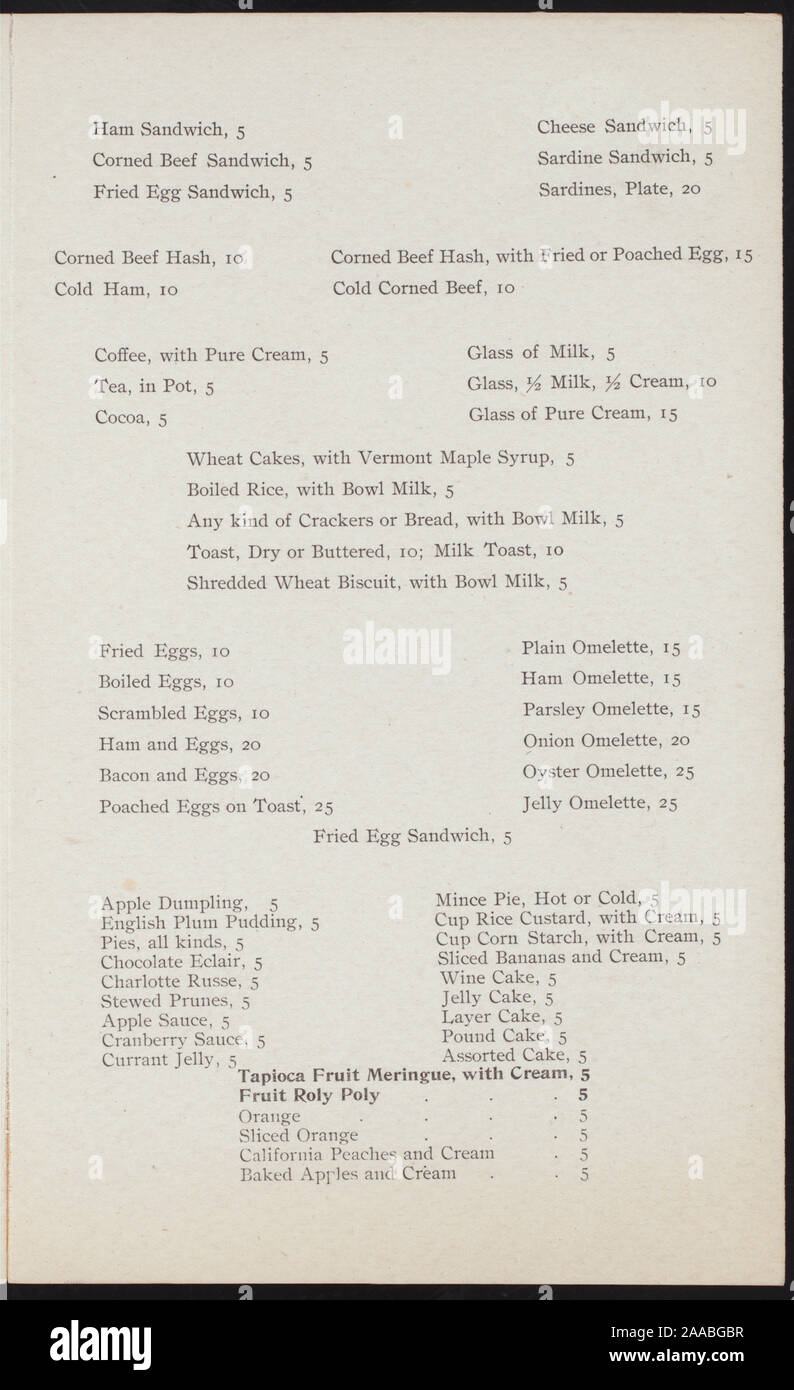 Ham Sandwich, 5
Corned Beef Sandwich, 5
Fried Egg Sandwich, 5
Cheese Sandwich, 5
Sardine Sandwich, 5
Sardines, Plate, 20
Corned Beef Hash, 10
Cold Ham, 10
Corned Beef Hash, with Fried or Poached Egg, 15
Cold Corned Beef, 10
Coffee, with Pure Cream, 5
Tea, in Pot, 5
Cocoa, 5
Glass of Milk, 5
Glass, ½ Milk, ½ Cream, 10
Glass of Pure Cream, 15
Wheat Cakes, with Vermont Maple Syrup, 5
Boiled Rice, with Bowl Milk, 5
Any kind of Crackers or Bread, with Bowl Milk, 5
Toast, Dry or Buttered, 10; Milk Toast, 10
Shredded Wheat Biscuit, with Bowl Milk, 5
Fried Eggs, 10
Boiled Eggs, 10
Scrambled Eggs, 10
Ham and Eggs, 20
Bacon and Eggs, 20
Poached Eggs on Toast, 25
Plain Omelette, 15
Ham Omelette, 15
Parsley Omelette, 15
Onion Omelette, 20
Oyster Omelette, 25
Jelly Omelette, 25
Fried Egg Sandwich, 5
Apple Dumpling, 5
English Plum Pudding, 5
Pies, all kinds, 5
Chocolate Eclair, 5
Charlotte Russe, 5
Stewed Prunes, 5
Apple Sauce, 5
Cranberry Sauce, 5
Currant Jelly, 5
Mince Pie, Hot or Cold, 5
Cup Rice Custard, with Cream, 5
Cup Corn Starch, with Cream, 5
Sliced Bananas and Cream, 5
Wine Cake, 5
Jelly Cake, 5
Layer Cake, 5
Pound Cake, 5
Assorted Cake, 5
Tapioca Fruit Meringue, with Cream, 5
Fruit Roly Poly . . . 5
Orange . . . . 5
Sliced Orange . . . 5
California Peaches and Cream . 5
Baked Apples and Cream . . 5
alamy
Image ID: 2AABGBR
www.alamy.com